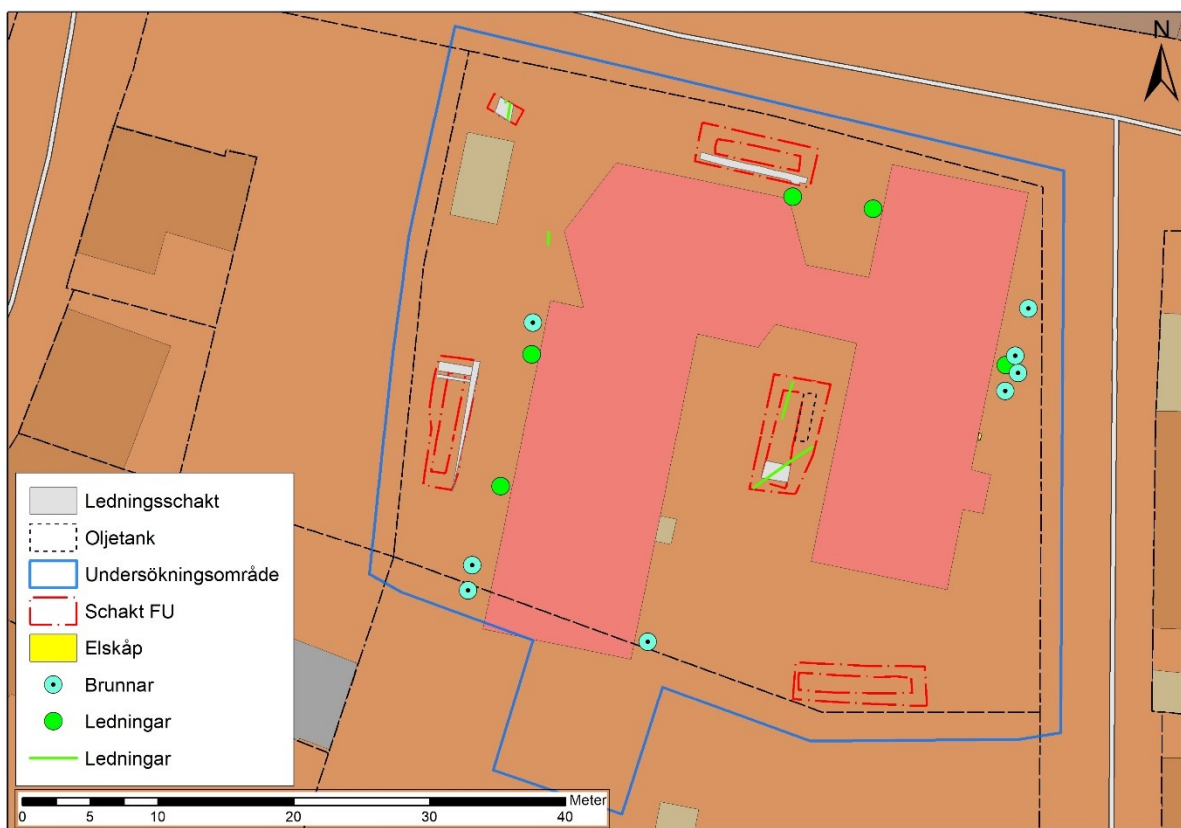 N
Ledningsschakt
Oljetank
Undersökningsområde
Schakt FU
Elskåp
Brunnar
Ledningar
Ledningar
Meter
0 5 10 20 30 40